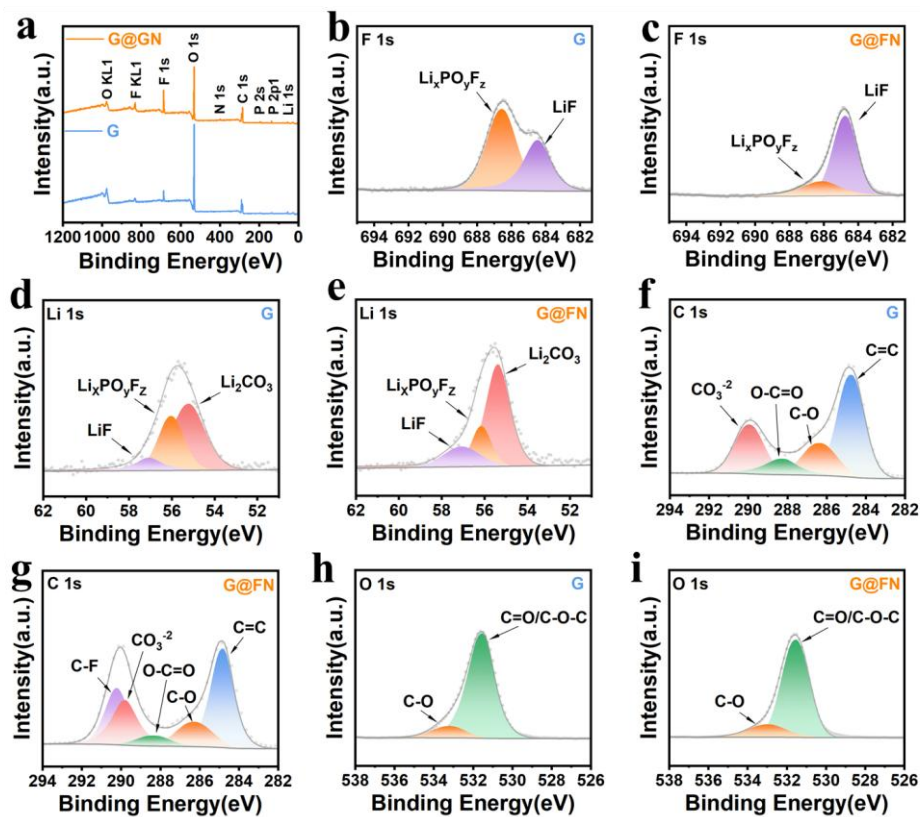 a
G@GN
G
O KL1
F KL1
F 1s
O 1s
N 1s
C 1s
P 2s
P 2p1
Li 1s
Intensity(a.u.)
1200 1000 800 600 400 200 0
Binding Energy(eV)
b
F 1s
G
LiₓPOᵧF_z
LiF
Intensity(a.u.)
694 692 690 688 686 684 682
Binding Energy(eV)
c
F 1s
G@FN
LiₓPOᵧF_z
LiF
Intensity(a.u.)
694 692 690 688 686 684 682
Binding Energy(eV)
d
Li 1s
G
LiₓPOᵧF_Z
Li₂CO₃
LiF
Intensity(a.u.)
62 60 58 56 54 52
Binding Energy(eV)
e
Li 1s
G@FN
LiₓPOᵧF_Z
Li₂CO₃
LiF
Intensity(a.u.)
62 60 58 56 54 52
Binding Energy(eV)
f
C 1s
G
CO₃⁻²
O-C=O
C-O
C=C
Intensity(a.u.)
294 292 290 288 286 284 282
Binding Energy(eV)
g
C 1s
G@FN
C-F
CO₃⁻²
O-C=O
C-O
C=C
Intensity(a.u.)
294 292 290 288 286 284 282
Binding Energy(eV)
h
O 1s
G
C=O/C-O-C
C-O
Intensity(a.u.)
538 536 534 532 530 528 526
Binding Energy(eV)
i
O 1s
G@FN
C=O/C-O-C
C-O
Intensity(a.u.)
538 536 534 532 530 528 526
Binding Energy(eV)